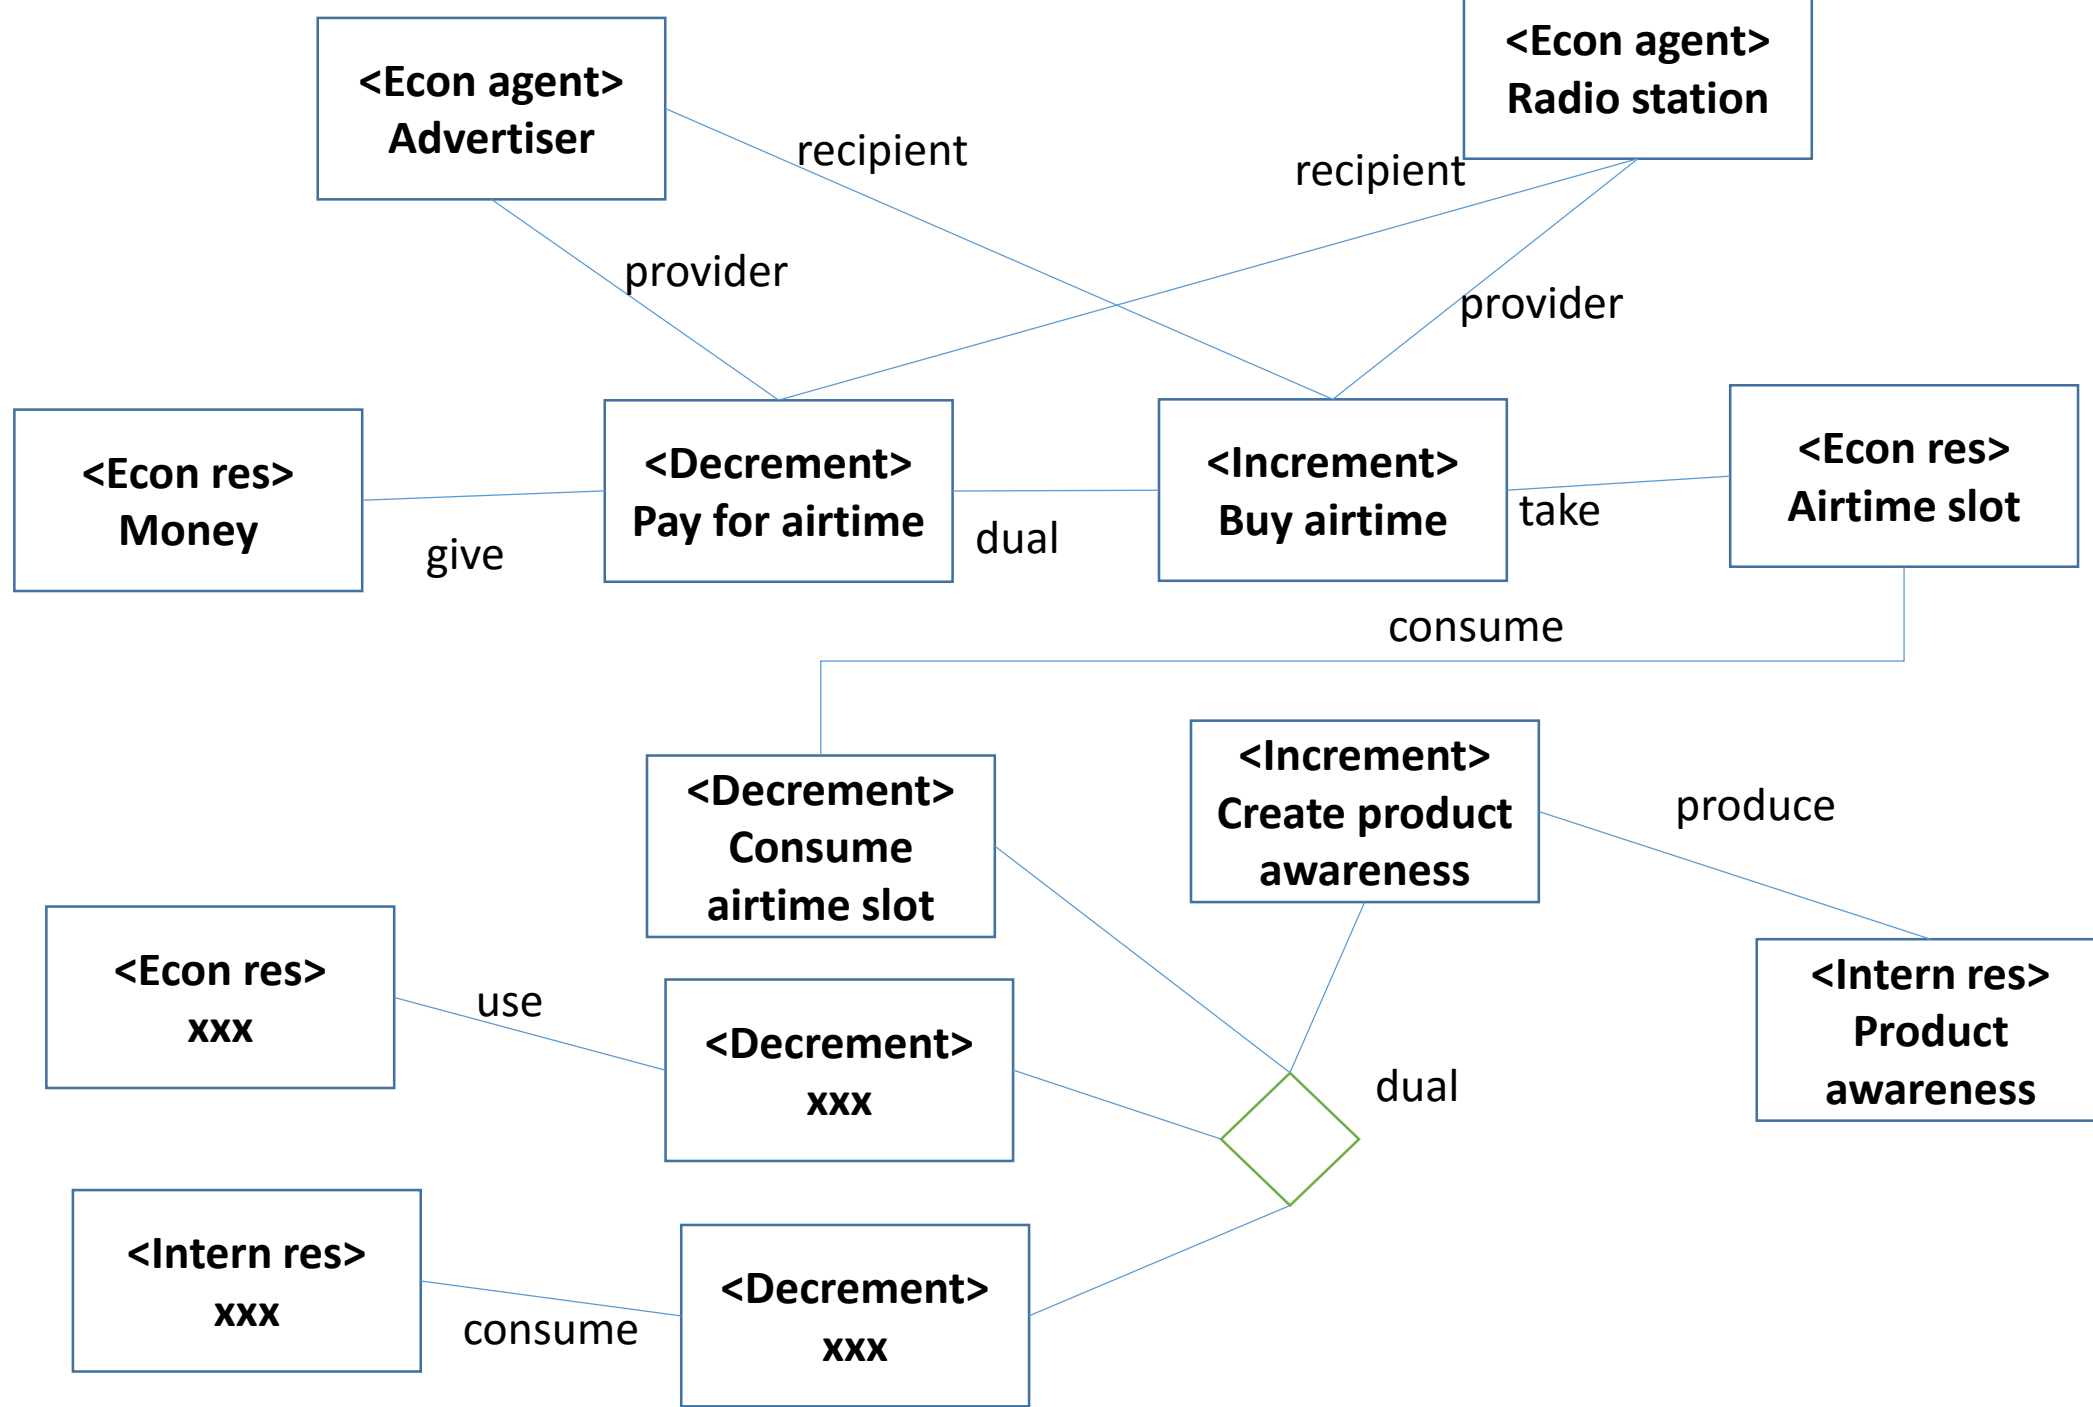 <Econ agent>
Advertiser
<Econ agent>
Radio station
recipient
recipient
provider
provider
<Econ res>
Money
give
<Decrement>
Pay for airtime
dual
<Increment>
Buy airtime
take
<Econ res>
Airtime slot
consume
<Decrement>
Consume
airtime slot
<Increment>
Create product
awareness
produce
<Intern res>
Product
awareness
<Econ res>
xxx
use
<Decrement>
xxx
dual
<Intern res>
xxx
consume
<Decrement>
xxx